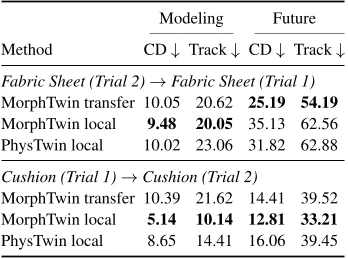 Modeling Future
Method CD ↓ Track ↓ CD ↓ Track ↓
Fabric Sheet (Trial 2) → Fabric Sheet (Trial 1)
MorphTwin transfer 10.05 20.62 25.19 54.19
MorphTwin local 9.48 20.05 35.13 62.56
PhysTwin local 10.02 23.06 31.82 62.88
Cushion (Trial 1) → Cushion (Trial 2)
MorphTwin transfer 10.39 21.62 14.41 39.52
MorphTwin local 5.14 10.14 12.81 33.21
PhysTwin local 8.65 14.41 16.06 39.45